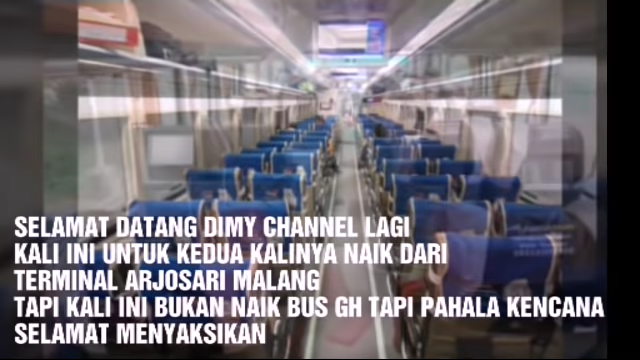 SELAMAT DATANG DIMY CHANNEL LAGI
KALI INI UNTUK KEDUA KALINYA NAIK DARI
TERMINAL ARJOSARI MALANG
TAPI KALI INI BUKAN NAIK BUS GH TAPI PAHALA KENCANA
SELAMAT MENYAKSIKAN